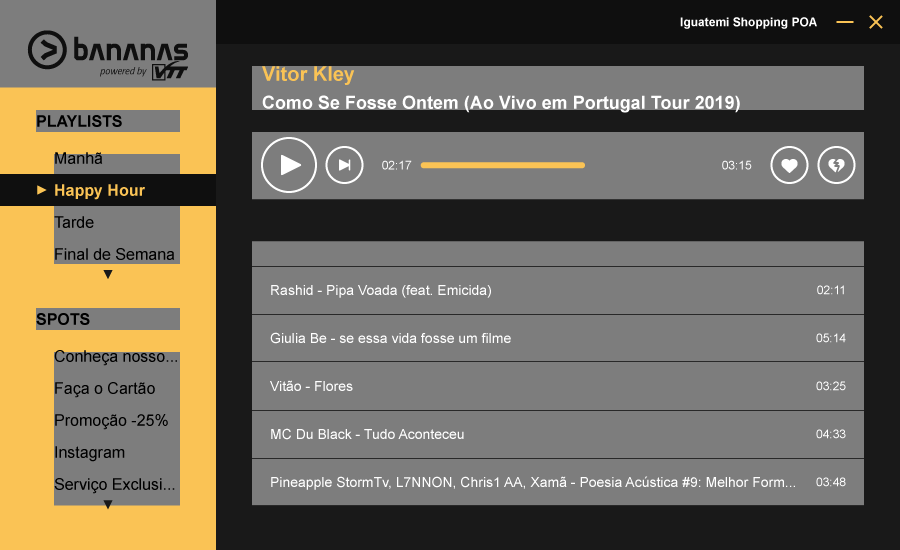 Iguatemi Shopping POA
bananas
powered by VTT
PLAYLISTS
Manhã
Happy Hour
Tarde
Final de Semana
SPOTS
Conheça nosso...
Faça o Cartão
Promoção -25%
Instagram
Serviço Exclusi...
Vitor Kley
Como Se Fosse Ontem (Ao Vivo em Portugal Tour 2019)
02:17 03:15
Rashid - Pipa Voada (feat. Emicida) 02:11
Giulia Be - se essa vida fosse um filme 05:14
Vitão - Flores 03:25
MC Du Black - Tudo Aconteceu 04:33
Pineapple StormTv, L7NNON, Chris1 AA, Xamã - Poesia Acústica #9: Melhor Form... 03:48